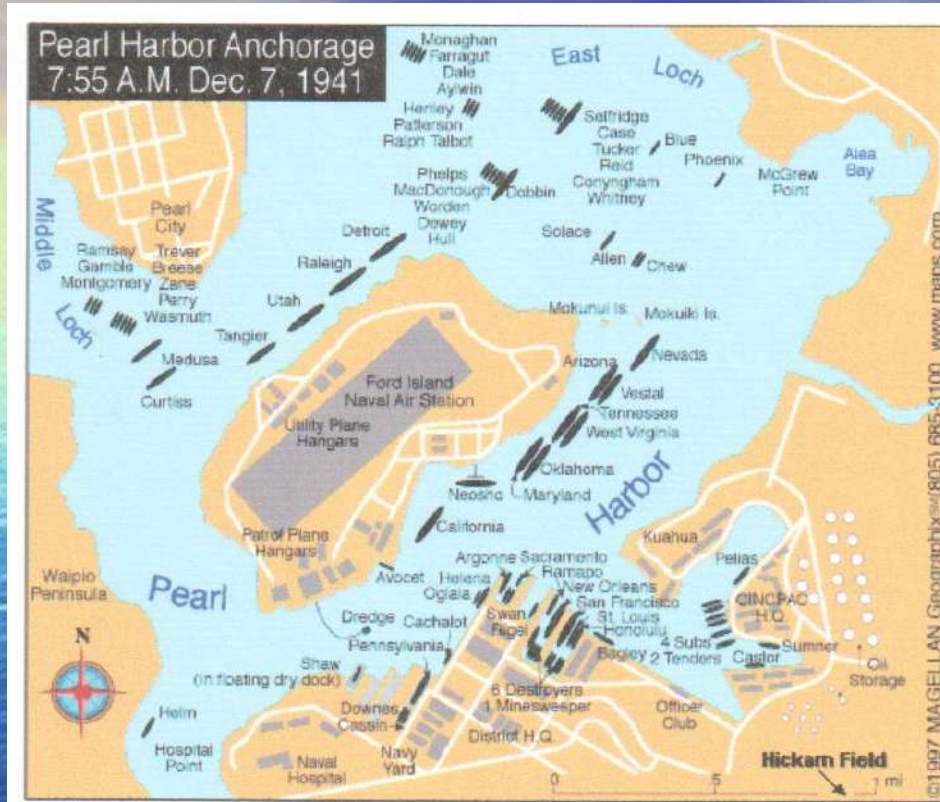 Pearl Harbor Anchorage
7:55 A.M. Dec. 7, 1941
Monaghan
Farragut
Dale
Aylwin
Henley
Patterson
Ralph Talbot
East
Loch
Selfridge
Case
Tucker
Reid
Conyngham
Whitney
Blue
Phoenix
McGrew
Point
Aiea
Bay
Phelps
MacDonough
Worden
Dewey
Hull
Dobbin
Solace
Allen
Chew
Middle
Loch
Pearl
City
Ramsay
Gamble
Montgomery
Trever
Breese
Zane
Perry
Wasmuth
Medusa
Curtiss
Detroit
Raleigh
Utah
Tangier
Mokunui Is.
Mokuiki Is.
Arizona
Nevada
Vestal
Tennessee
West Virginia
Oklahoma
Maryland
Neosho
California
Ford Island
Naval Air Station
Utility Plane
Hangars
Patrol Plane
Hangars
Pearl
Harbor
Waipio
Peninsula
N
Avocet
Dredge
Argonne
Sacramento
Helena
Oglala
Ramapo
New Orleans
San Francisco
St. Louis
Honolulu
Swan
Rigel
Bagley
Cachalot
Pennsylvania
Shaw
(in floating dry dock)
Downes
Cassin
6 Destroyers
1 Minesweeper
Kuahua
Pelias
CINCPAC
H.Q.
4 Subs
2 Tenders
Castor
Sumner
Oil
Storage
Officer
Club
Helm
Hospital
Point
Naval
Hospital
Navy
Yard
District H.Q.
Hickam Field
0 .5 1 mi
©1997 MAGELLAN Geographix℠(805) 685-3100 www.maps.com